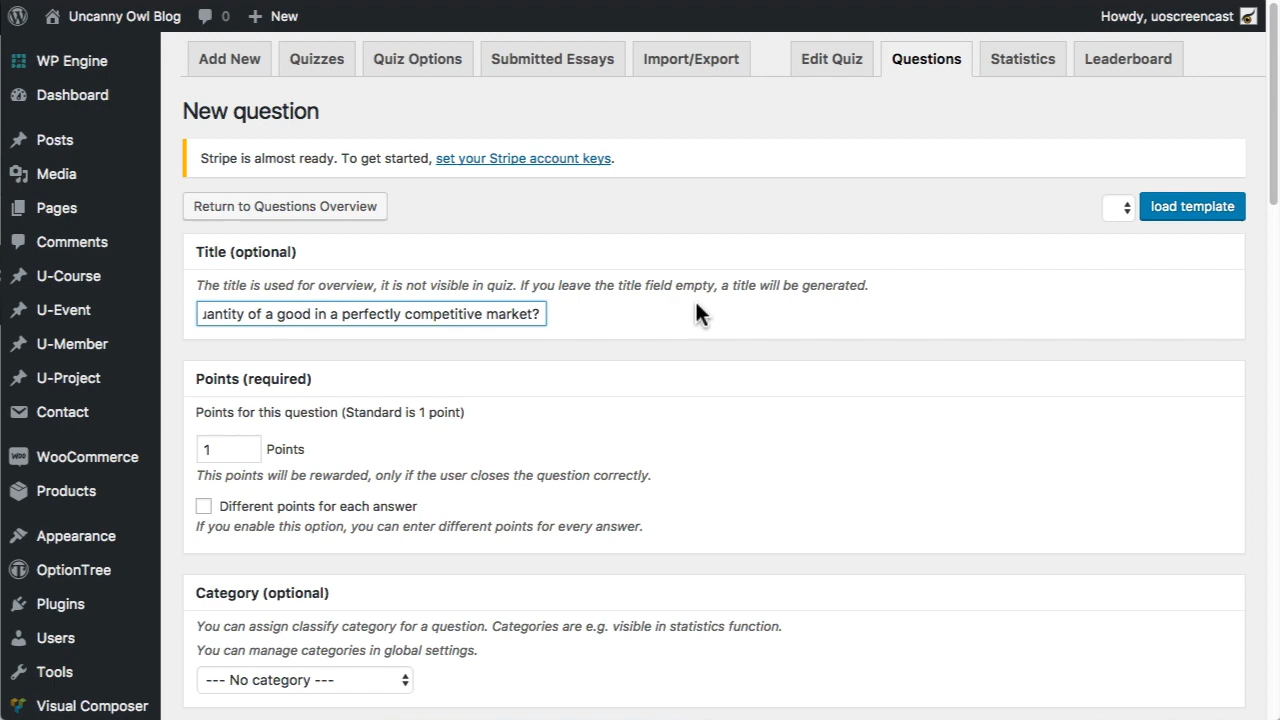 Uncanny Owl Blog 0 New Howdy, uoscreencast
WP Engine
Dashboard
Posts
Media
Pages
Comments
U-Course
U-Event
U-Member
U-Project
Contact
WooCommerce
Products
Appearance
OptionTree
Plugins
Users
Tools
Visual Composer
Add New Quizzes Quiz Options Submitted Essays Import/Export Edit Quiz Questions Statistics Leaderboard
New question
Stripe is almost ready. To get started, set your Stripe account keys.
Return to Questions Overview load template
Title (optional)
The title is used for overview, it is not visible in quiz. If you leave the title field empty, a title will be generated.
uantity of a good in a perfectly competitive market?
Points (required)
Points for this question (Standard is 1 point)
1 Points
This points will be rewarded, only if the user closes the question correctly.
Different points for each answer
If you enable this option, you can enter different points for every answer.
Category (optional)
You can assign classify category for a question. Categories are e.g. visible in statistics function.
You can manage categories in global settings.
--- No category ---